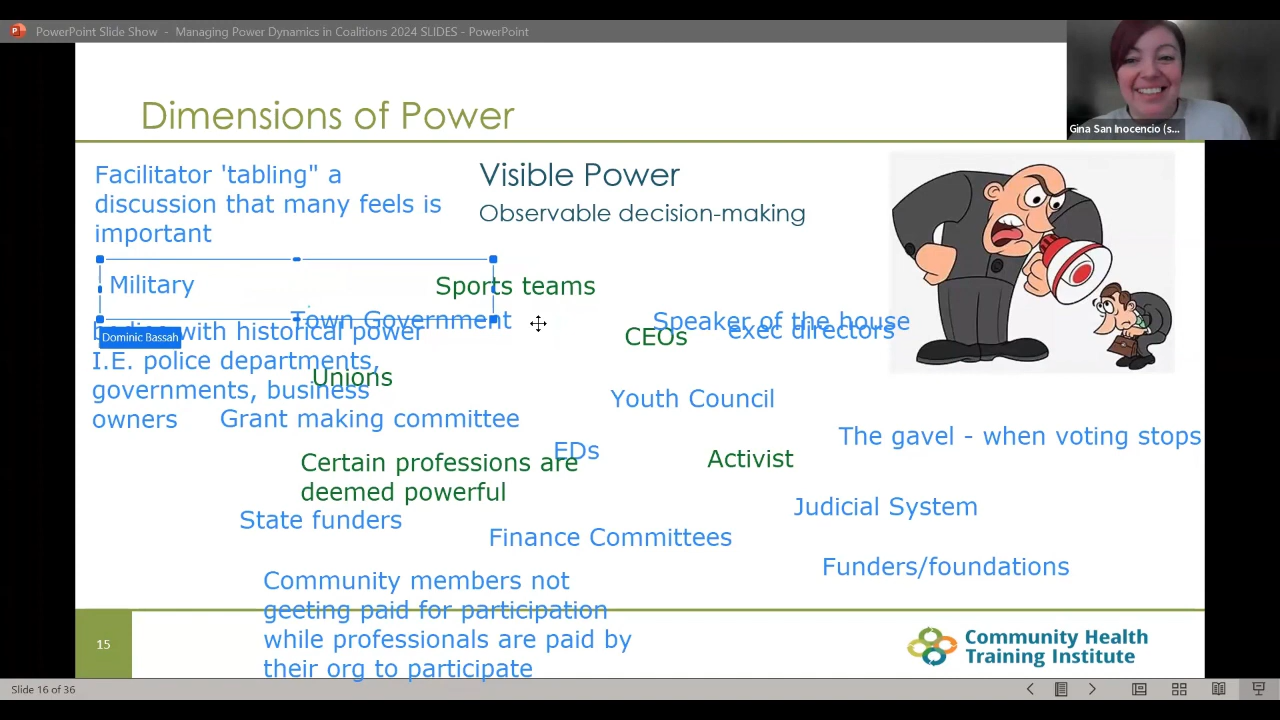 PowerPoint Slide Show - Managing Power Dynamics in Coalitions 2024 SLIDES - PowerPoint
Gina San Inocencio (s...
Dimensions of Power
Visible Power
Observable decision-making
Facilitator 'tabling" a
discussion that many feels is
important
Military
Sports teams
Town Government
Speaker of the house
exec directors
CEOs
Dominic Bassah
bodies with historical power
I.E. police departments,
governments, business
owners
Unions
Youth Council
Grant making committee
The gavel - when voting stops
EDs
Certain professions are
deemed powerful
Activist
State funders
Judicial System
Finance Committees
Funders/foundations
Community members not
geeting paid for participation
while professionals are paid by
their org to participate
15
Community Health
Training Institute
Slide 16 of 36